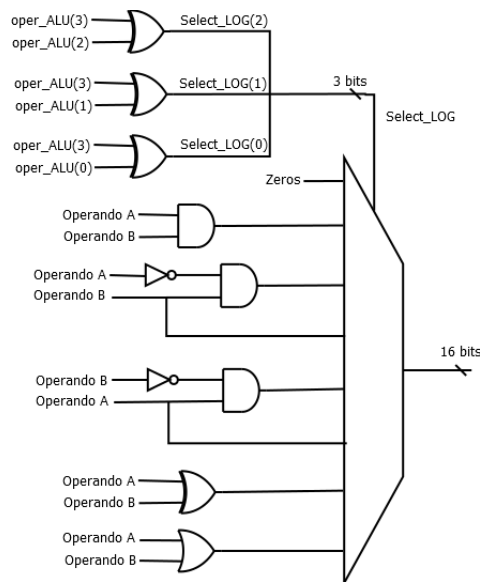 oper_ALU(3)
Select_LOG(2)
oper_ALU(2)
oper_ALU(3)
Select_LOG(1)
3 bits
oper_ALU(1)
Select_LOG
oper_ALU(3)
Select_LOG(0)
oper_ALU(0)
Zeros
Operando A
Operando B
Operando A
Operando B
16 bits
Operando B
Operando A
Operando A
Operando B
Operando A
Operando B